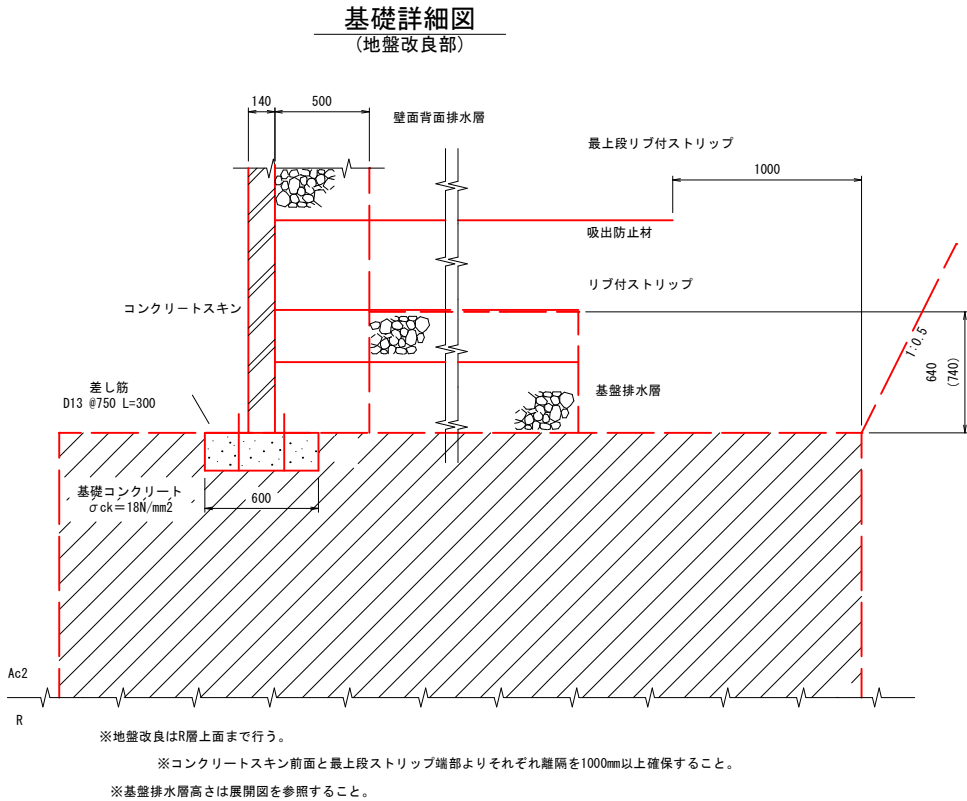 基礎詳細図
(地盤改良部)
140
500
壁面背面排水層
最上段リブ付ストリップ
1000
吸出防止材
リブ付ストリップ
コンクリートスキン
1:0.5
640
(740)
差し筋
D13 @750 L=300
基盤排水層
基礎コンクリート
σck=18N/mm2
600
Ac2
R
※地盤改良はR層上面まで行う。
※コンクリートスキン前面と最上段ストリップ端部よりそれぞれ離隔を1000mm以上確保すること。
※基盤排水層高さは展開図を参照すること。